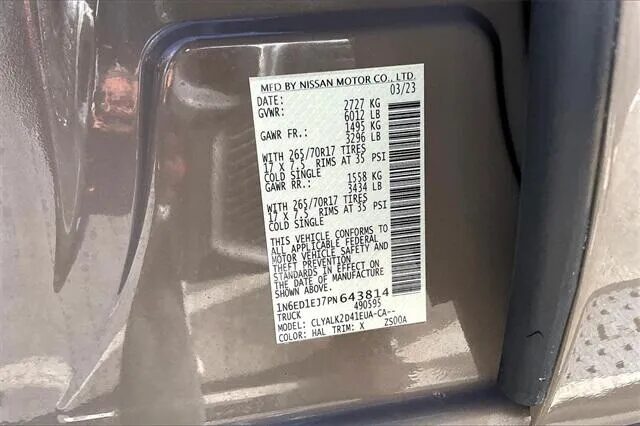 MFD BY NISSAN MOTOR CO., LTD.
DATE: 03/23
GVWR: 2727 KG
6012 LB
GAWR FR: 1495 KG
3296 LB
WITH 265/70R17 TIRES
17 X 7.5 RIMS AT 35 PSI
COLD SINGLE
GAWR RR: 1558 KG
3434 LB
WITH 265/70R17 TIRES
17 X 7.5 RIMS AT 35 PSI
COLD SINGLE
THIS VEHICLE CONFORMS TO
ALL APPLICABLE FEDERAL
MOTOR VEHICLE SAFETY AND
THEFT PREVENTION
STANDARDS IN EFFECT ON
THE DATE OF MANUFACTURE
SHOWN ABOVE.
1N6ED1EJ7PN643814
TRUCK 490595
MODEL: CLYALK2D41EUA-CA--
COLOR: HAL TRIM: X ZS00A